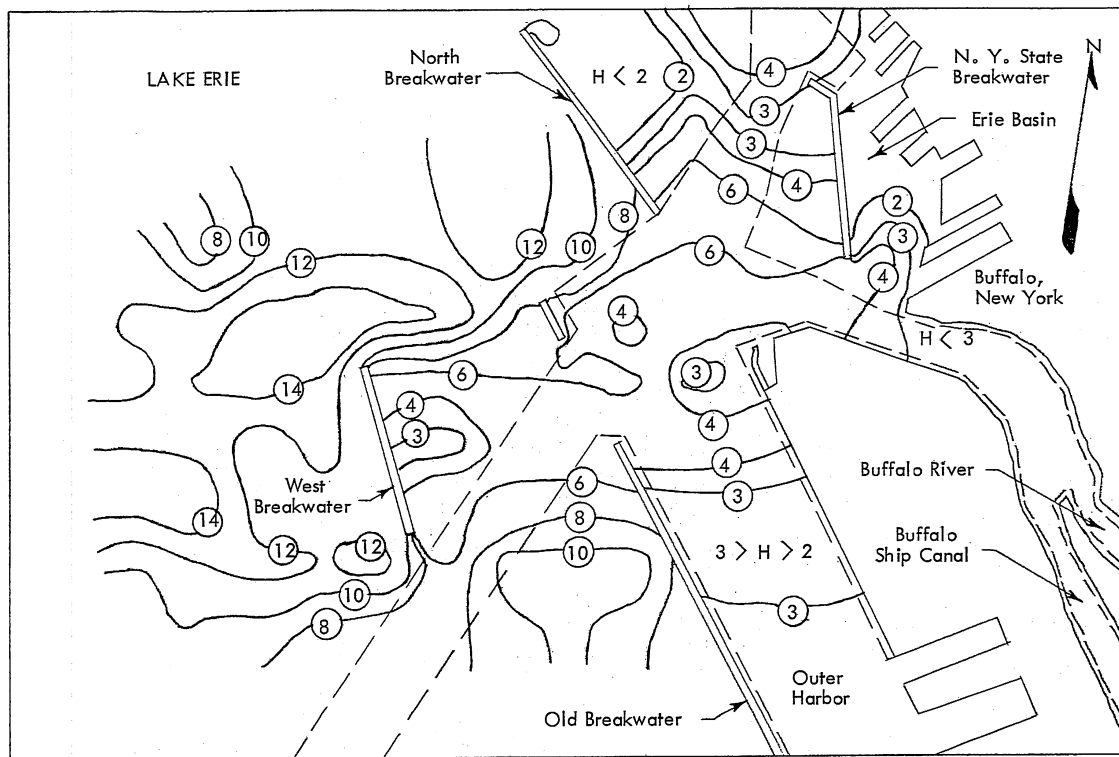 North
Breakwater
H < 2
2
4
N. Y. State
Breakwater
N
LAKE ERIE
3
3
Erie Basin
4
6
2
8
10
12
8
10
12
6
3
4
Buffalo,
New York
4
H < 3
14
6
3
4
4
3
4
3
6
West
Breakwater
14
8
12
12
10
3 > H > 2
Buffalo River
Buffalo
Ship Canal
10
8
3
Outer
Harbor
Old Breakwater